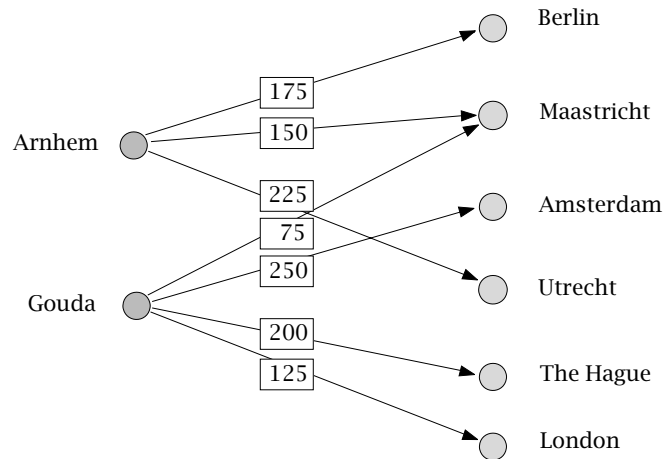 Berlin
175
Maastricht
150
Arnhem
225
Amsterdam
75
250
Utrecht
Gouda
200
The Hague
125
London